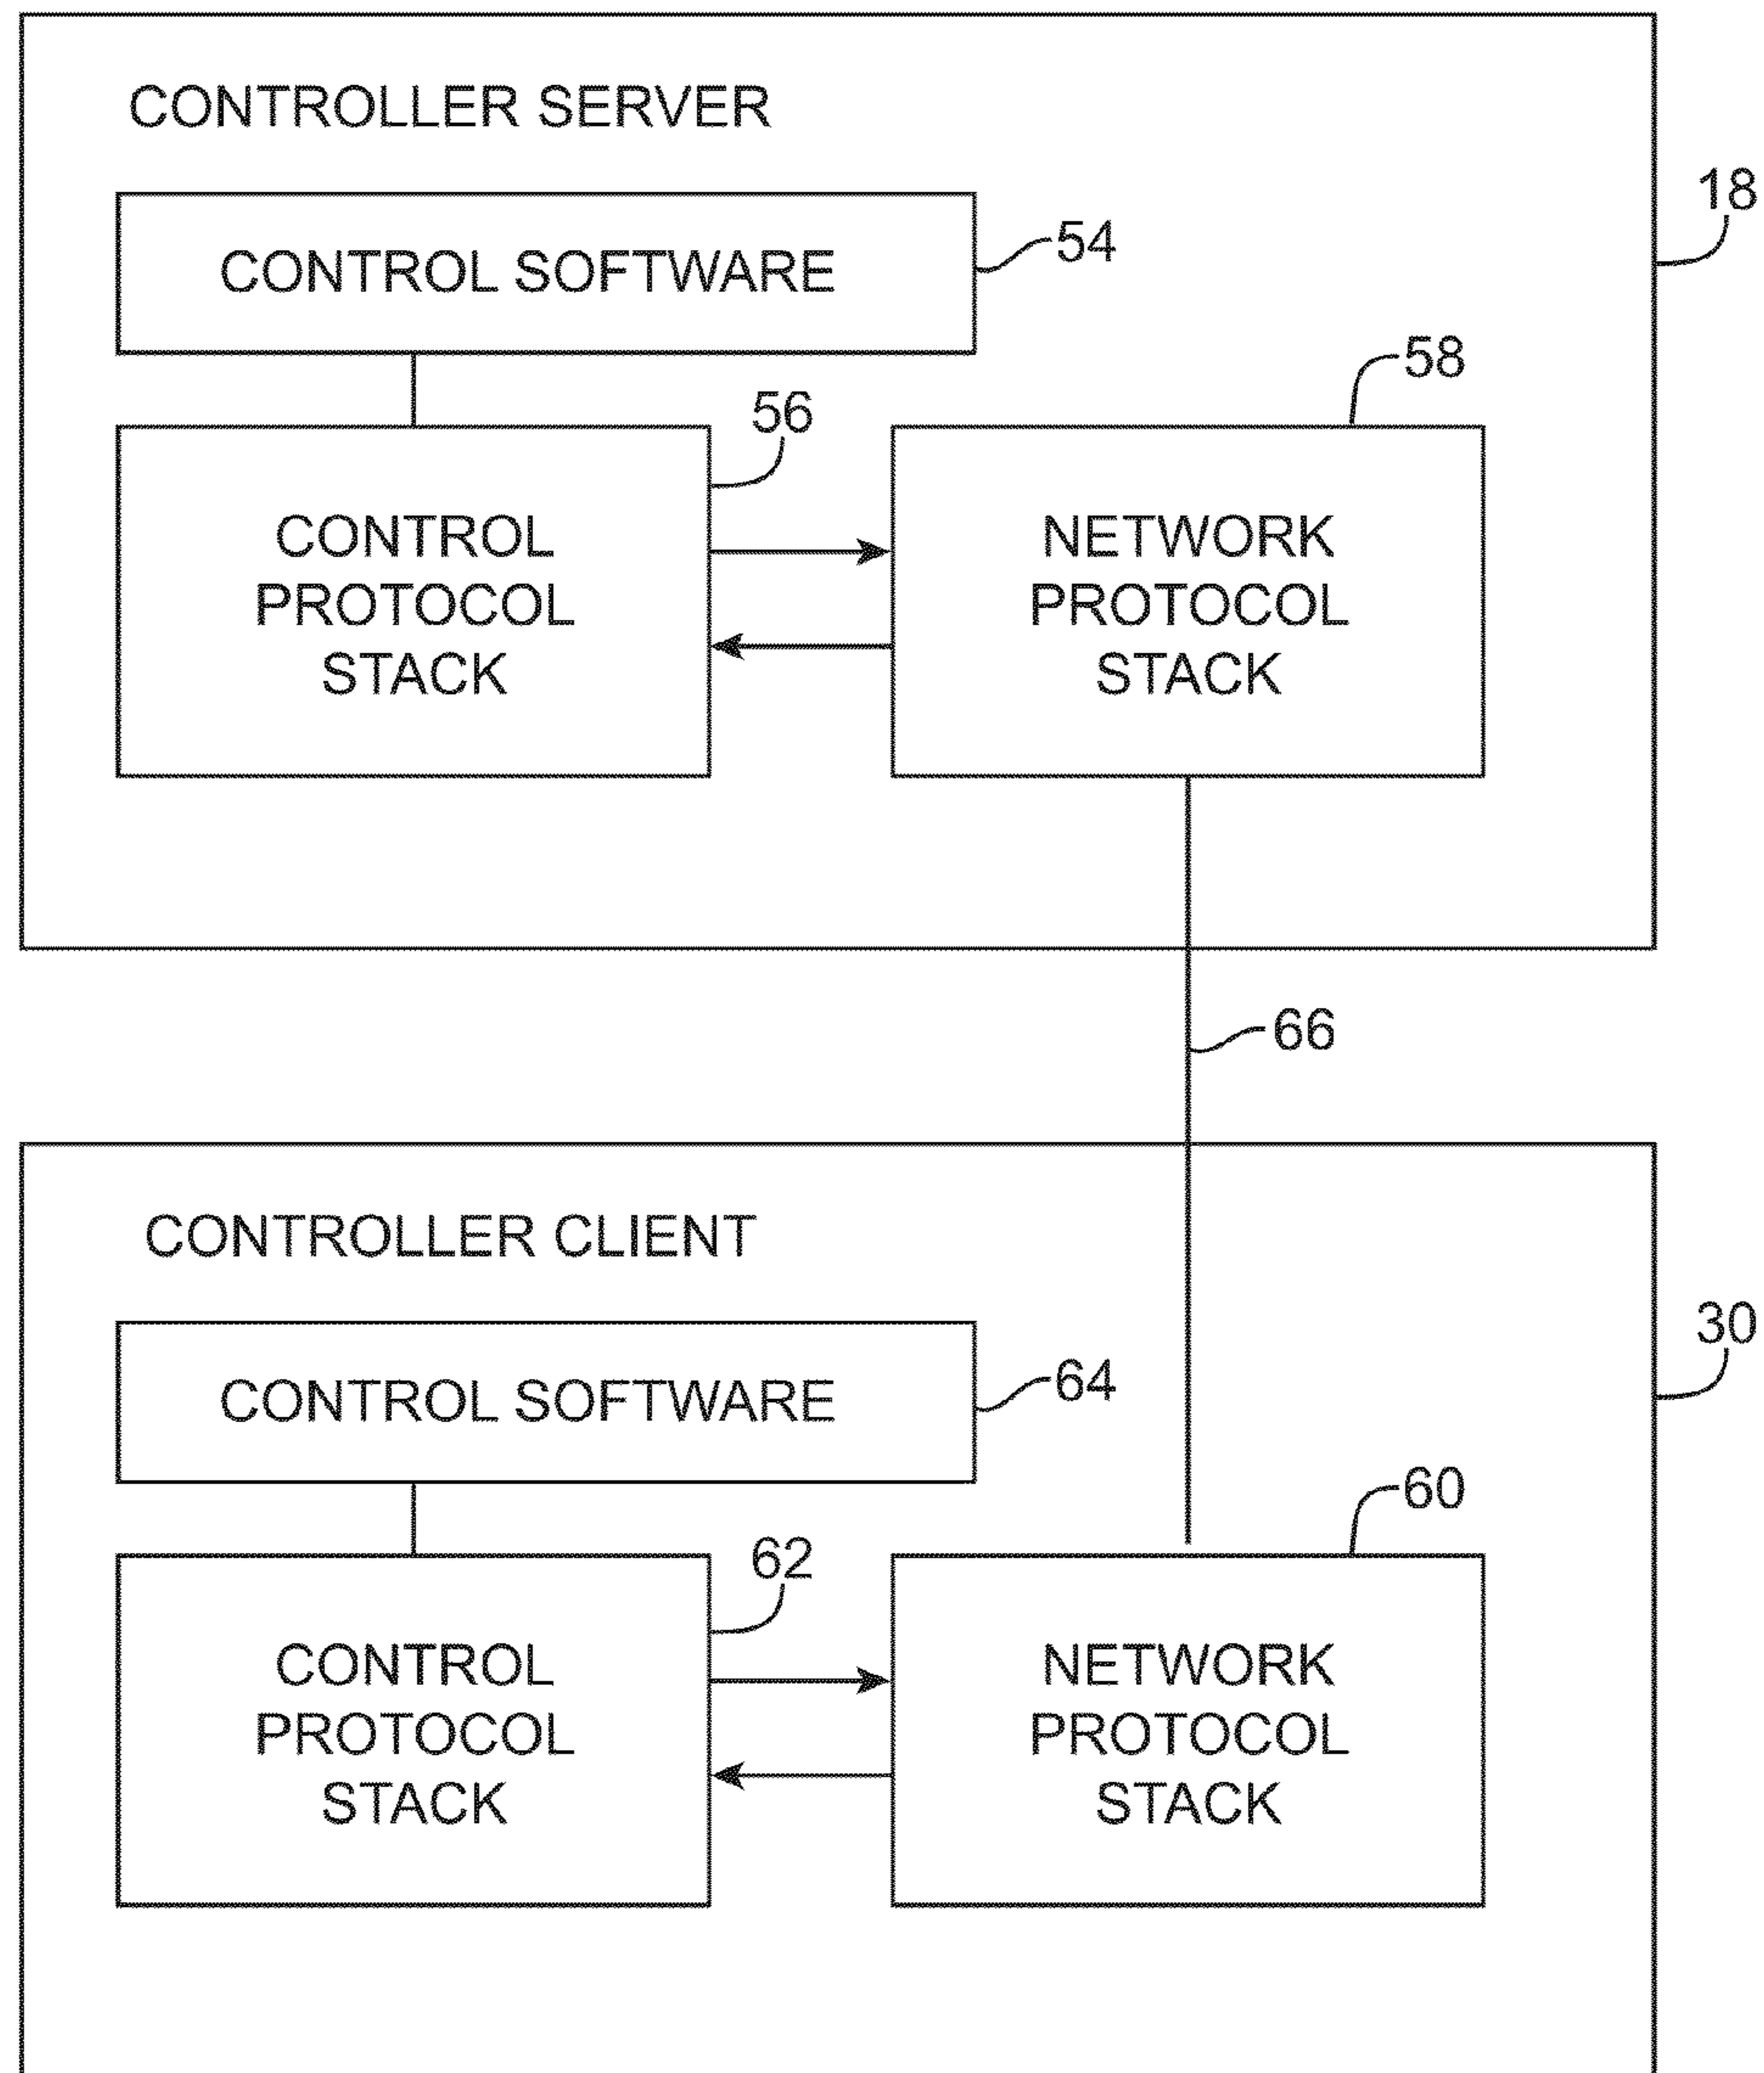 CONTROLLER SERVER
18
CONTROL SOFTWARE
54
58
56
CONTROL
PROTOCOL
STACK
NETWORK
PROTOCOL
STACK
66
CONTROLLER CLIENT
30
CONTROL SOFTWARE
64
60
62
CONTROL
PROTOCOL
STACK
NETWORK
PROTOCOL
STACK